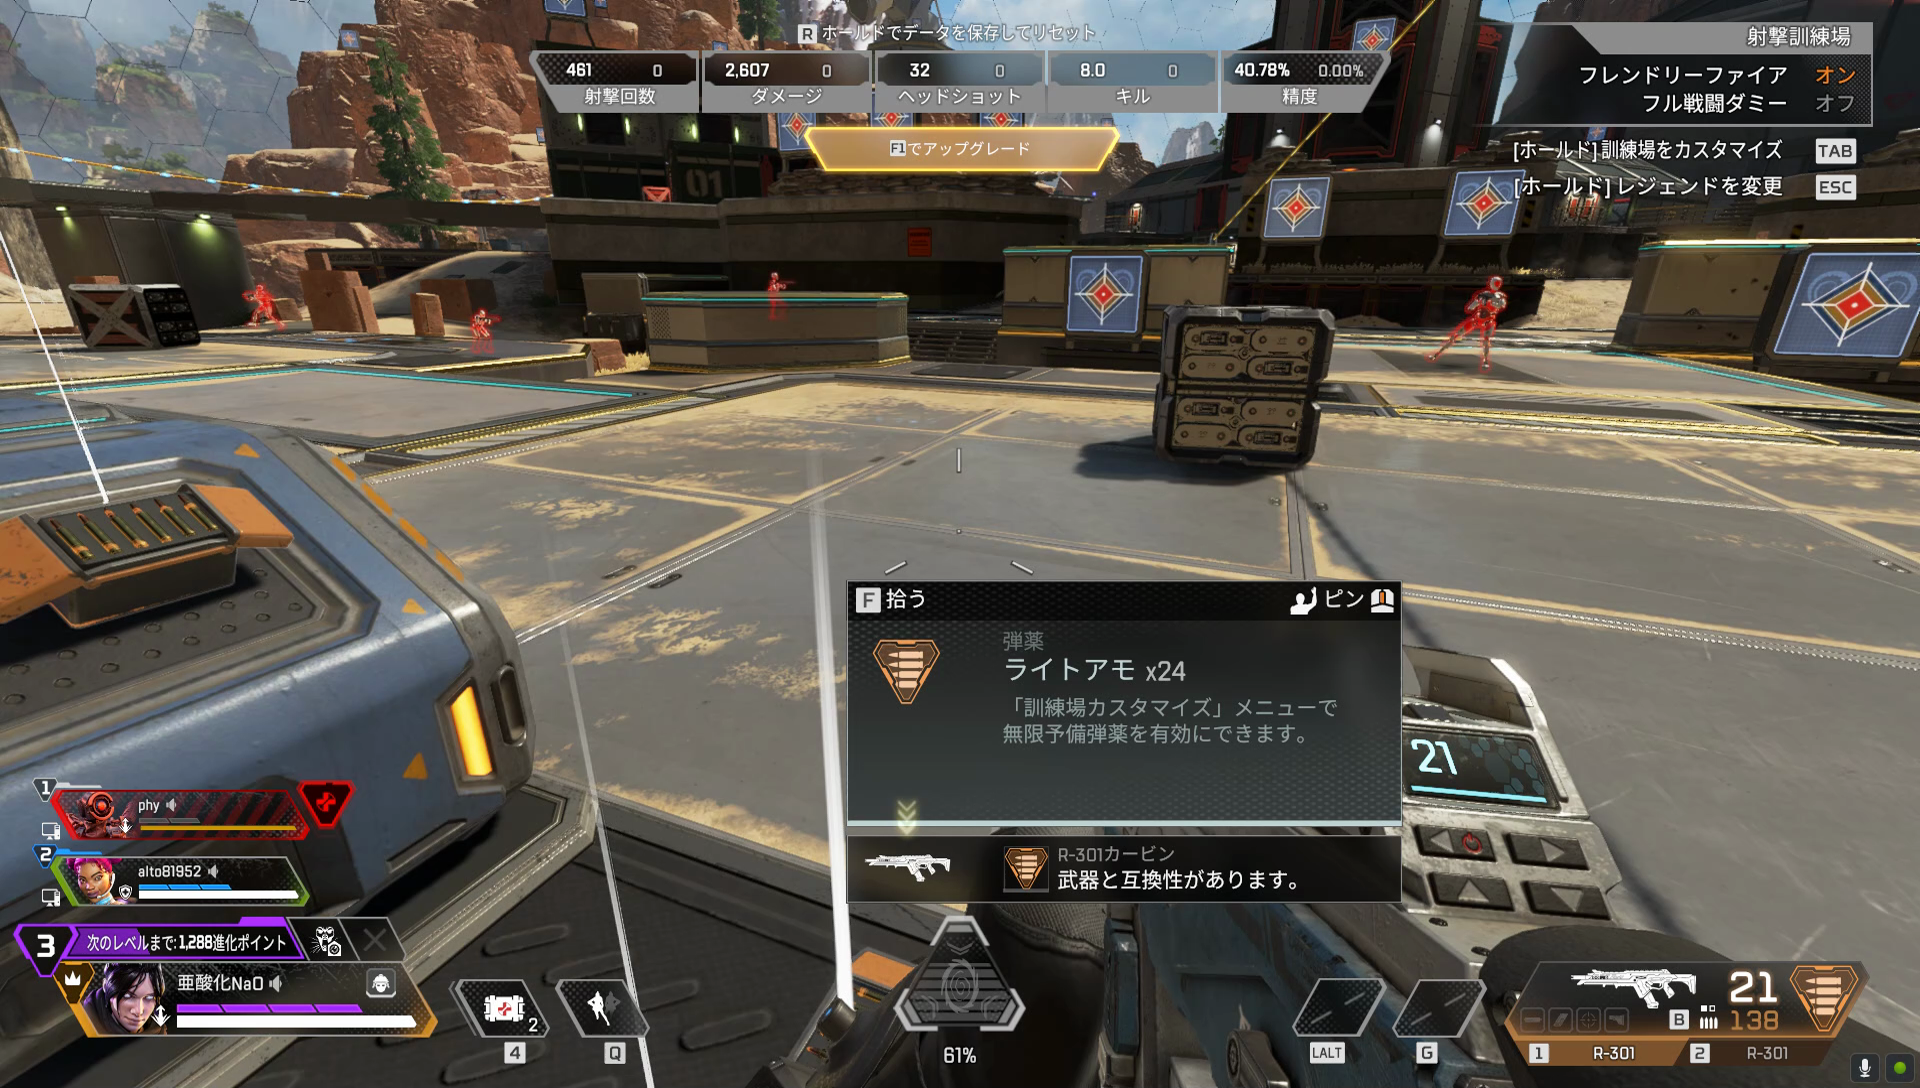 R ホールドでデータを保存してリセット
461 0 2,607 0 32 0 8.0 0 40.78% 0.00%
射撃回数 ダメージ ヘッドショット キル 精度
F1でアップグレード
射撃訓練場
フレンドリーファイア オン
フル戦闘ダミー オフ
[ホールド]訓練場をカスタマイズ TAB
[ホールド]レジェンドを変更 ESC
01
F 拾う ピン
弾薬
ライトアモ x24
「訓練場カスタマイズ」メニューで
無限予備弾薬を有効にできます。
R-301カービン
武器と互換性があります。
21
1 phy
2 alto81952
3 次のレベルまで:1,288進化ポイント
亜酸化NaO
2
4 Q
61%
LALT G
21
B 138
1 R-301 2 R-301